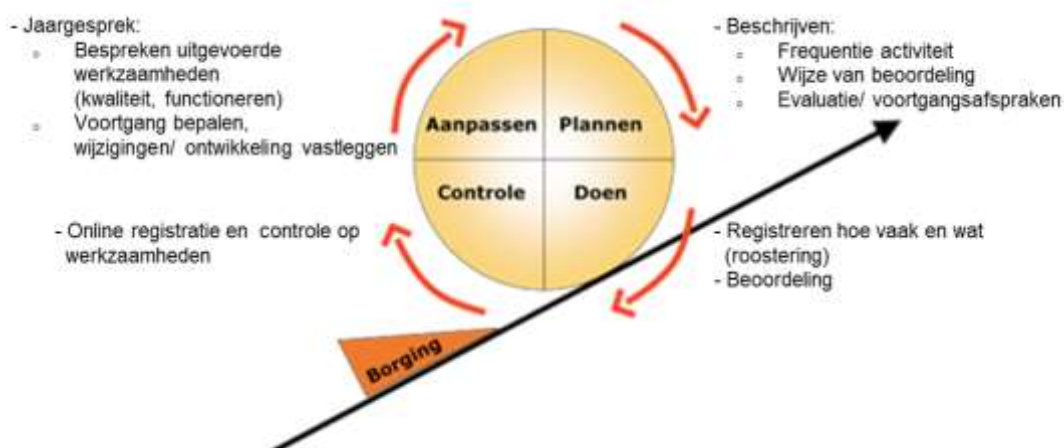 - Jaargesprek:
o Bespreken uitgevoerde
werkzaamheden
(kwaliteit, functioneren)
o Voortgang bepalen,
wijzigingen/ ontwikkeling vastleggen
- Online registratie en controle op
werkzaamheden
Aanpassen
Plannen
Controle
Doen
- Beschrijven:
o Frequentie activiteit
o Wijze van beoordeling
o Evaluatie/ voortgangsafspraken
- Registreren hoe vaak en wat
(roostering)
- Beoordeling
Borging